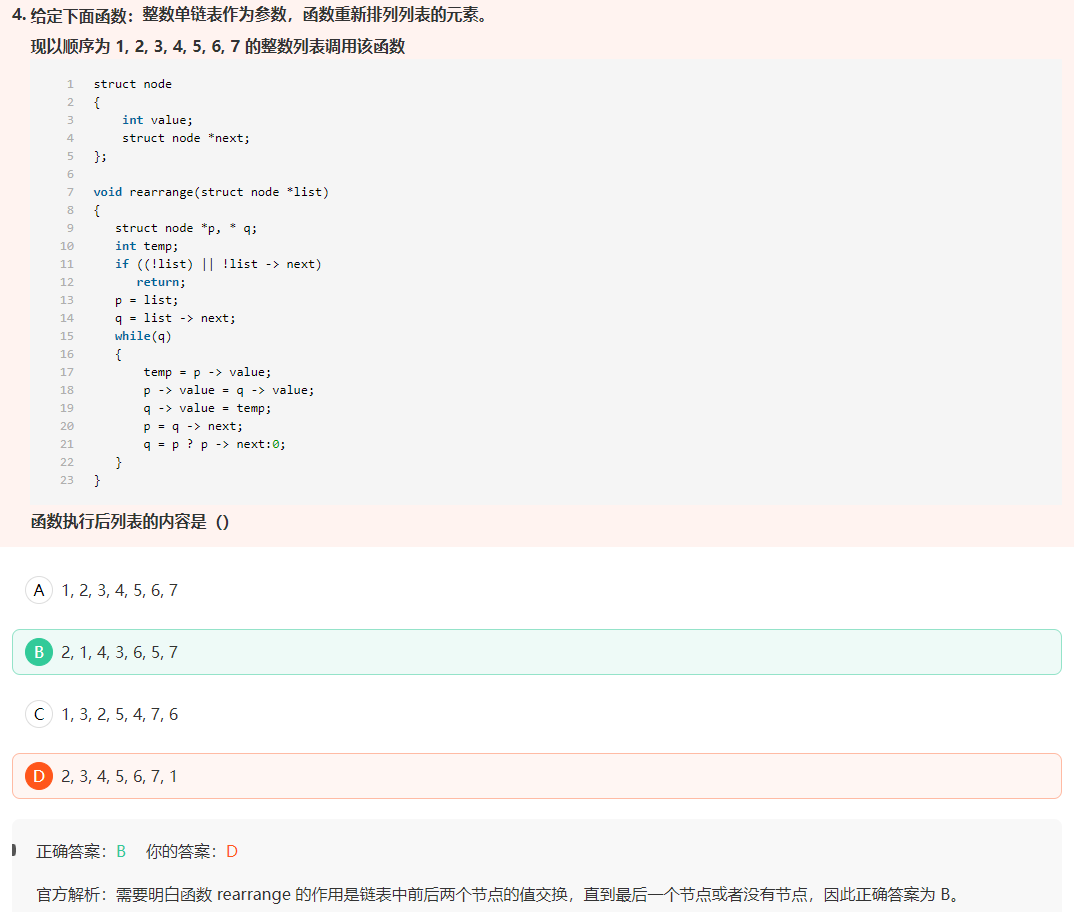 4. 给定下面函数：整数单链表作为参数，函数重新排列列表的元素。
现以顺序为 1, 2, 3, 4, 5, 6, 7 的整数列表调用该函数
1 struct node
2 {
3     int value;
4     struct node *next;
5 };
6
7 void rearrange(struct node *list)
8 {
9    struct node *p, * q;
10    int temp;
11    if ((!list) || !list -> next)
12       return;
13    p = list;
14    q = list -> next;
15    while(q)
16    {
17        temp = p -> value;
18        p -> value = q -> value;
19        q -> value = temp;
20        p = q -> next;
21        q = p ? p -> next:0;
22    }
23 }
函数执行后列表的内容是（）
A 1, 2, 3, 4, 5, 6, 7
B 2, 1, 4, 3, 6, 5, 7
C 1, 3, 2, 5, 4, 7, 6
D 2, 3, 4, 5, 6, 7, 1
正确答案：B 你的答案：D
官方解析：需要明白函数 rearrange 的作用是链表中前后两个节点的值交换，直到最后一个节点或者没有节点，因此正确答案为 B。